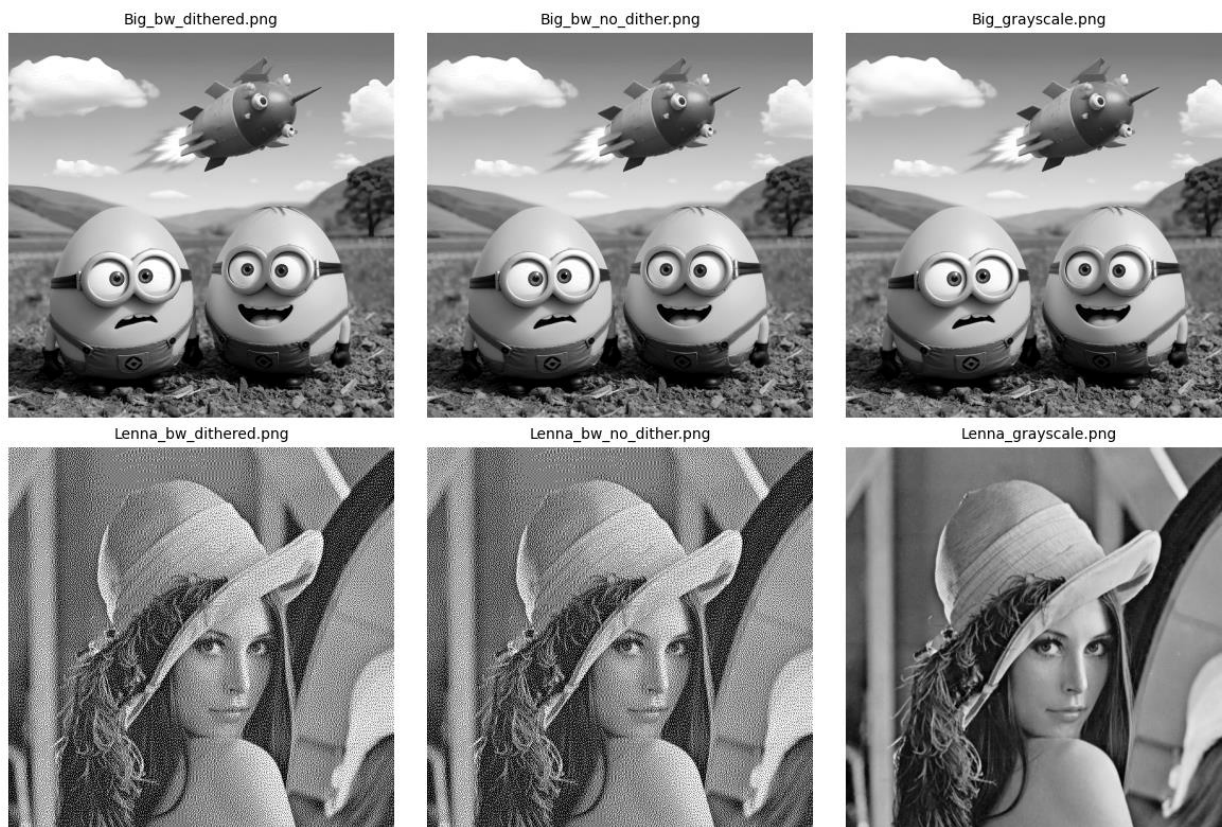 Big_bw_dithered.png
Big_bw_no_dither.png
Big_grayscale.png
Lenna_bw_dithered.png
Lenna_bw_no_dither.png
Lenna_grayscale.png